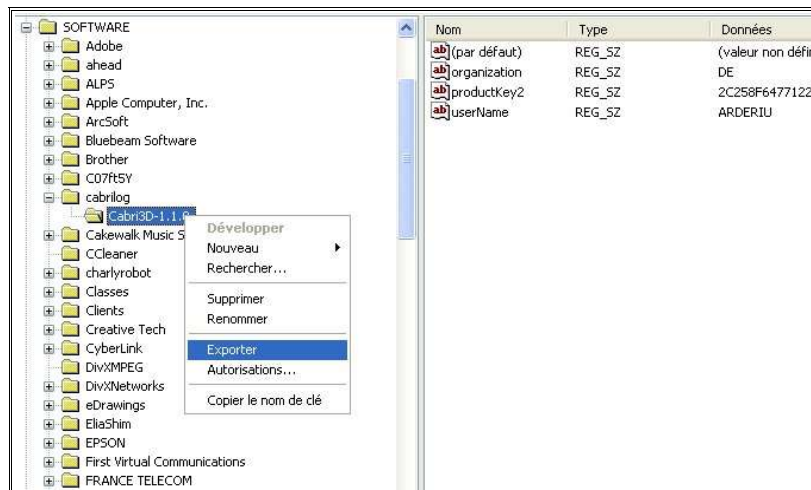 SOFTWARE
Adobe
ahead
ALPS
Apple Computer, Inc.
ArcSoft
Bluebeam Software
Brother
C07ft5Y
cabrilog
Cabri3D-1.1.0
Cakewalk Music S
CCleaner
charlyrobot
Classes
Clients
Creative Tech
CyberLink
DivXMPEG
DivXNetworks
eDrawings
EliaShim
EPSON
First Virtual Communications
FRANCE TELECOM
Développer
Nouveau
Rechercher...
Supprimer
Renommer
Exporter
Autorisations...
Copier le nom de clé
Nom Type Données
(par défaut) REG_SZ (valeur non défin
organization REG_SZ DE
productKey2 REG_SZ 2C258F6477122
userName REG_SZ ARDERIU